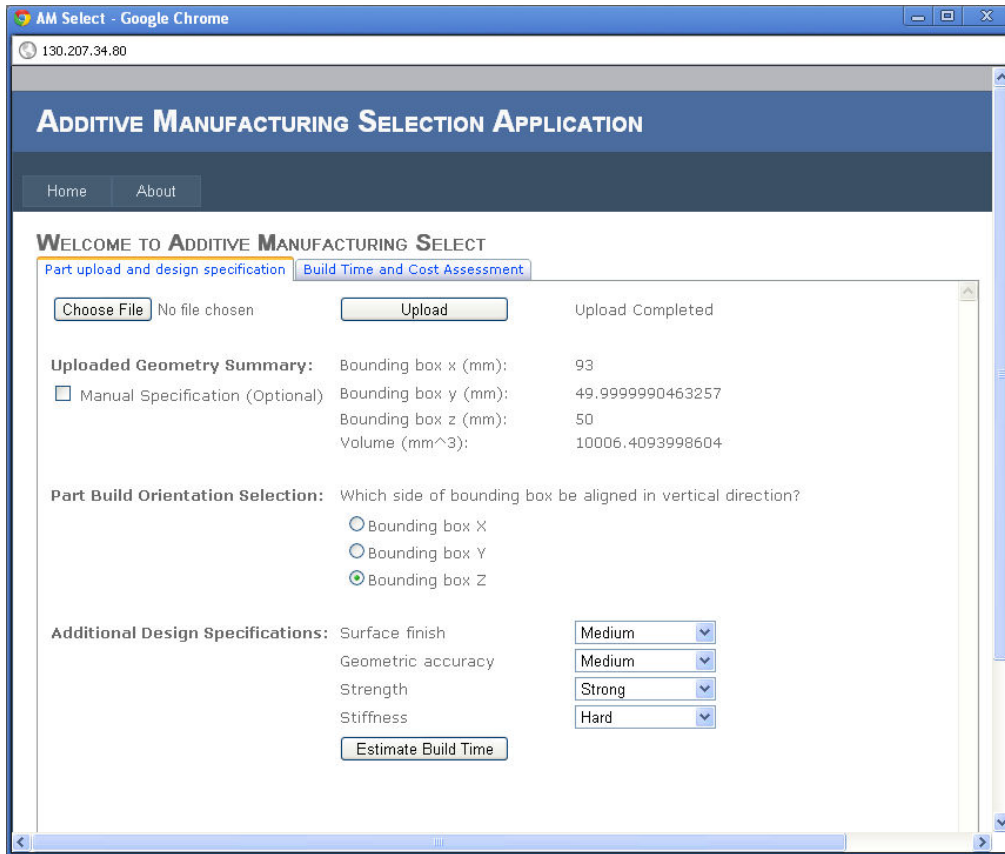 AM Select - Google Chrome
130.207.34.80
ADDITIVE MANUFACTURING SELECTION APPLICATION
Home About
WELCOME TO ADDITIVE MANUFACTURING SELECT
Part upload and design specification Build Time and Cost Assessment
Choose File No file chosen Upload Upload Completed
Uploaded Geometry Summary: Bounding box x (mm): 93
Manual Specification (Optional) Bounding box y (mm): 49.9999990463257
Bounding box z (mm): 50
Volume (mm^3): 10006.4093998604
Part Build Orientation Selection: Which side of bounding box be aligned in vertical direction?
Bounding box X
Bounding box Y
Bounding box Z
Additional Design Specifications: Surface finish Medium
Geometric accuracy Medium
Strength Strong
Stiffness Hard
Estimate Build Time